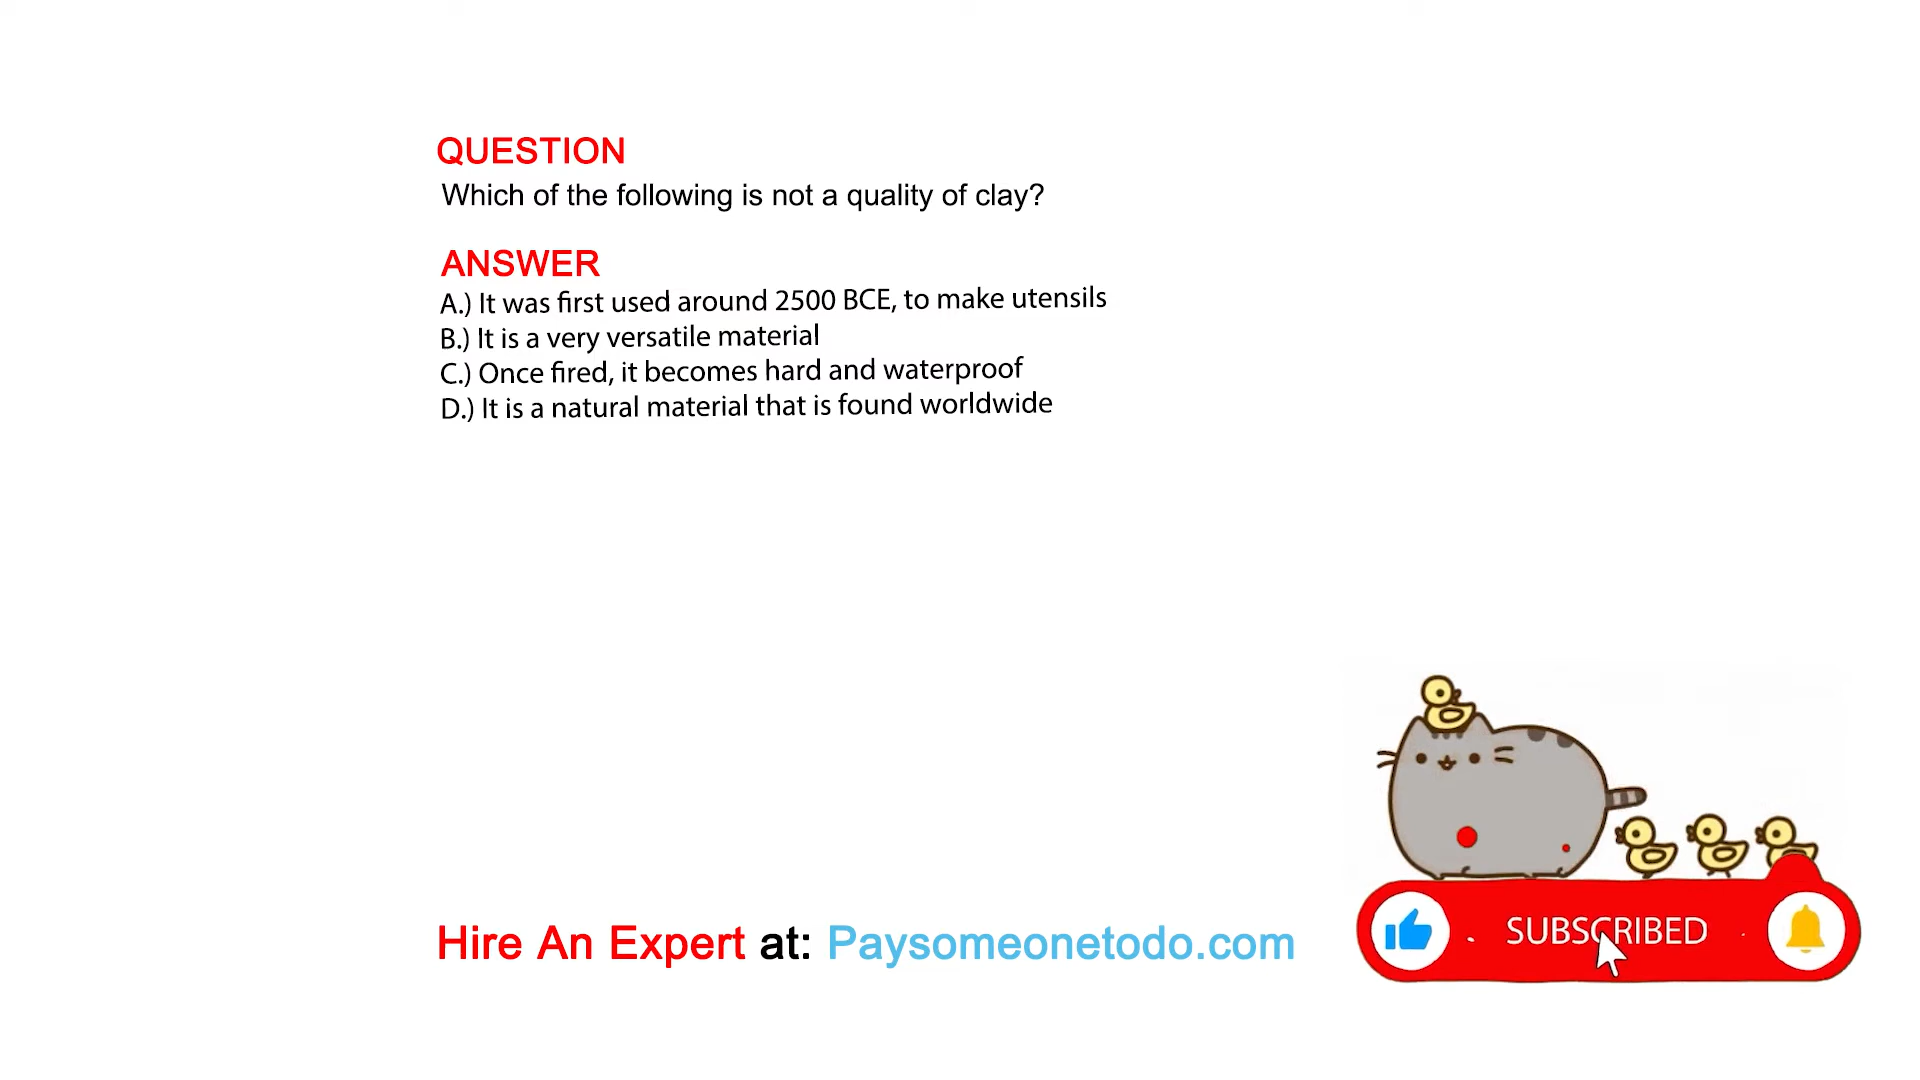 QUESTION
Which of the following is not a quality of clay?
ANSWER
A.) It was first used around 2500 BCE, to make utensils
B.) It is a very versatile material
C.) Once fired, it becomes hard and waterproof
D.) It is a natural material that is found worldwide
Hire An Expert at: Paysomeonetodo.com
SUBSCRIBED